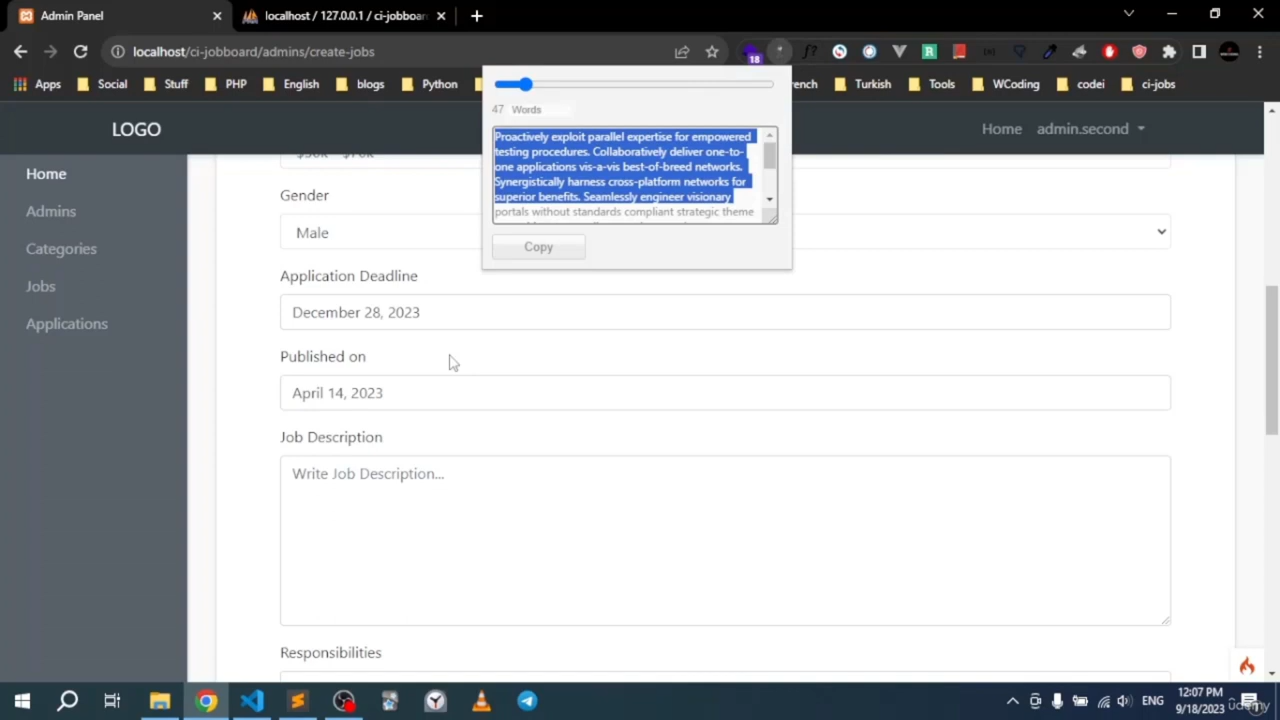 Admin Panel
localhost / 127.0.0.1 / ci-jobboard
localhost/ci-jobboard/admins/create-jobs
18
Apps
Social
Stuff
PHP
English
blogs
Python
Turkish
Tools
WCoding
codei
ci-jobs
47 Words
Proactively exploit parallel expertise for empowered
testing procedures. Collaboratively deliver one-to-
one applications vis-a-vis best-of-breed networks.
Synergistically harness cross-platform networks for
superior benefits. Seamlessly engineer visionary
portals without standards compliant strategic theme
Copy
LOGO
Home
admin.second
Home
Admins
Categories
Jobs
Applications
Gender
Male
Application Deadline
December 28, 2023
Published on
April 14, 2023
Job Description
Write Job Description...
Responsibilities
ENG
12:07 PM
9/18/2023
udemy